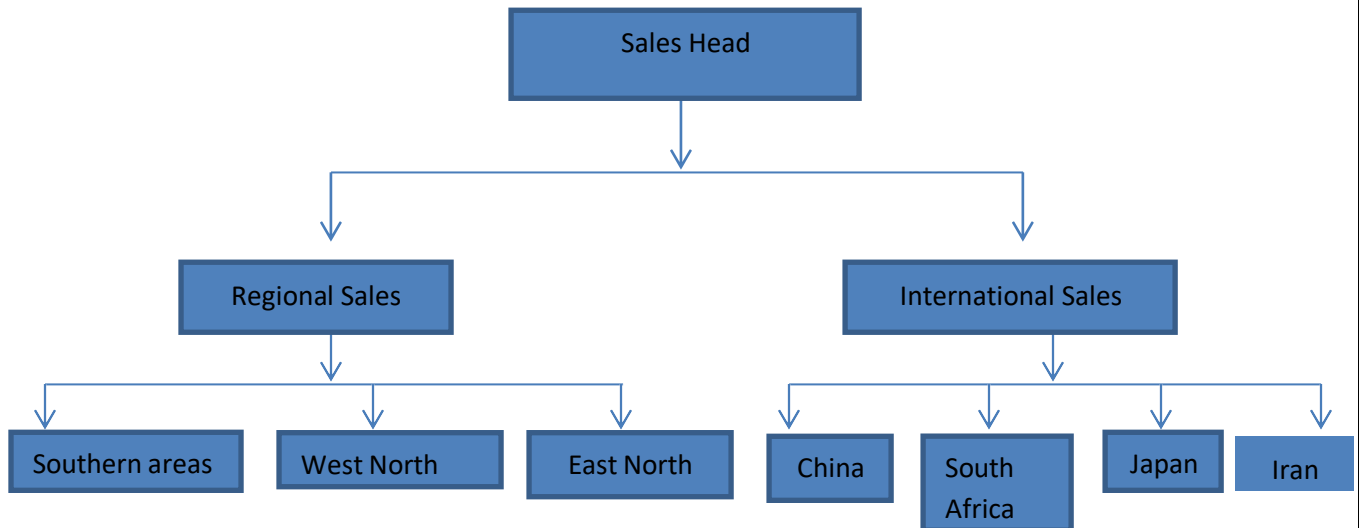 Sales Head
Regional Sales
International Sales
Southern areas
West North
East North
China
South
Africa
Japan
Iran